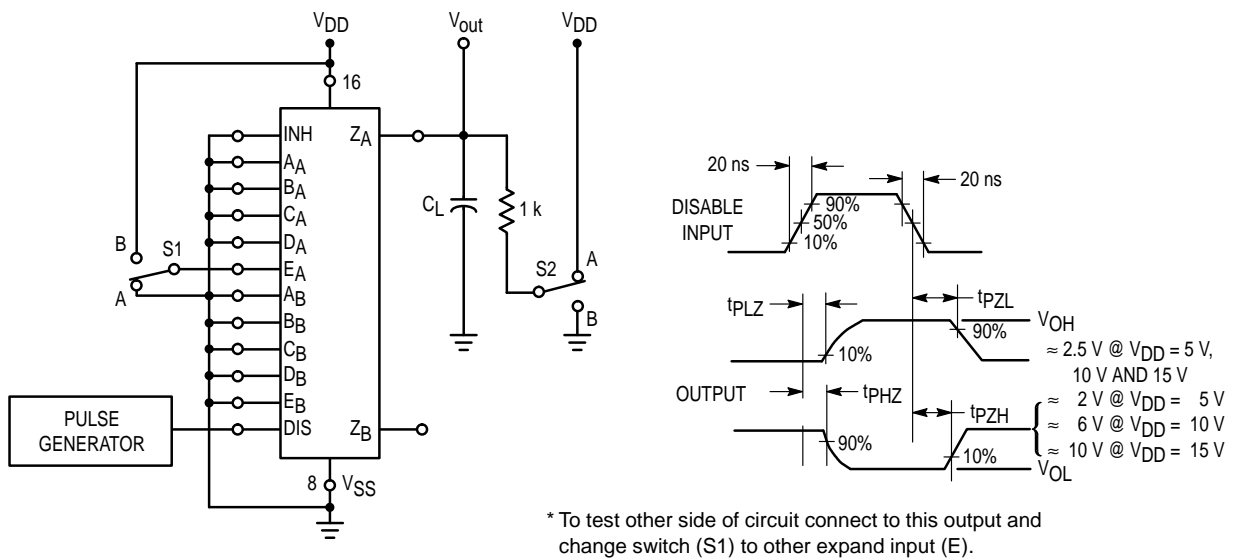 VDD
Vout
VDD
16
INH
ZA
AA
BA
CA
DA
EA
AB
BB
CB
DB
EB
DIS
ZB
B
S1
A
CL
1 k
S2
A
B
PULSE
GENERATOR
8
VSS
20 ns
20 ns
DISABLE
INPUT
90%
50%
10%
tPLZ
tPZL
VOH
90%
10%
≈ 2.5 V @ VDD = 5 V,
10 V AND 15 V
OUTPUT
tPHZ
tPZH
≈ 2 V @ VDD = 5 V
≈ 6 V @ VDD = 10 V
≈ 10 V @ VDD = 15 V
90%
10%
VOL
* To test other side of circuit connect to this output and
change switch (S1) to other expand input (E).